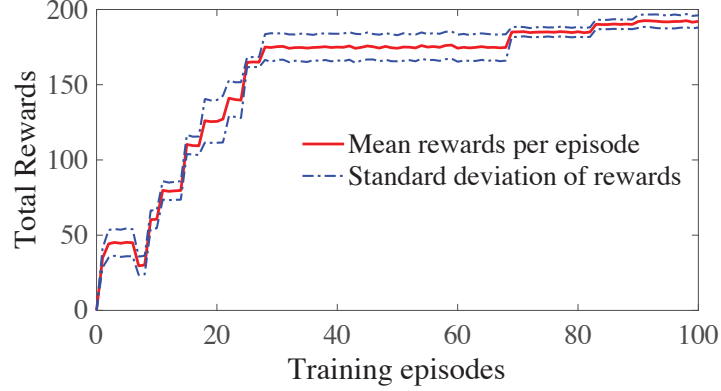 200
150
100
50
0
Total Rewards
Mean rewards per episode
Standard deviation of rewards
0 20 40 60 80 100
Training episodes